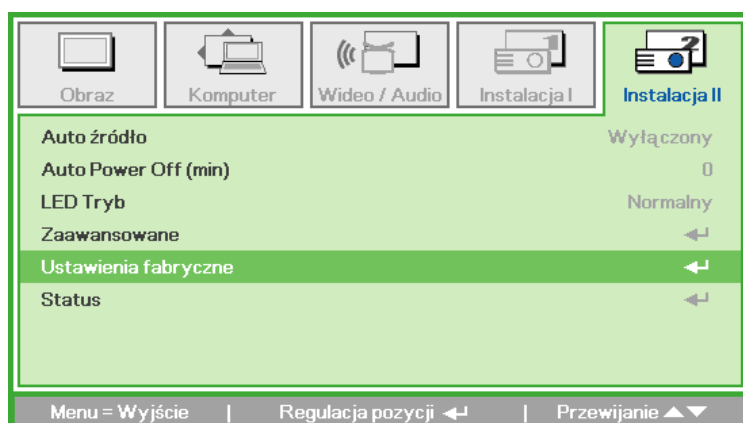 Obraz
Komputer
Wideo / Audio
Instalacja I
2
Instalacja II
Auto źródło Wyłączony
Auto Power Off (min) 0
LED Tryb Normalny
Zaawansowane
Ustawienia fabryczne
Status
Menu = Wyjście | Regulacja pozycji | Przewijanie